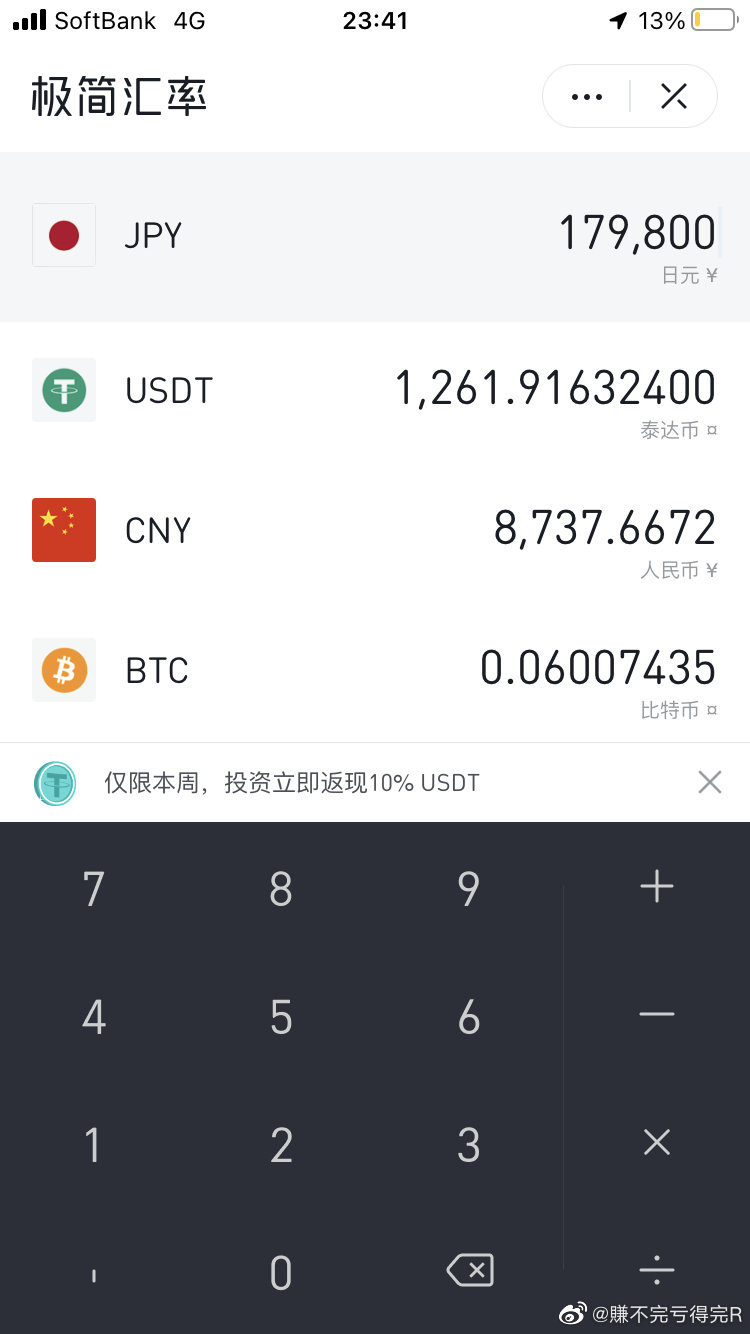 SoftBank 4G 23:41 13%
极简汇率
JPY 179,800
日元 ¥
USDT 1,261.91632400
泰达币 ¤
CNY 8,737.6672
人民币 ¥
BTC 0.06007435
比特币 ¤
仅限本周，投资立即返现10% USDT
7 8 9 +
4 5 6 −
1 2 3 ×
. 0 ÷
@賺不完亏得完R